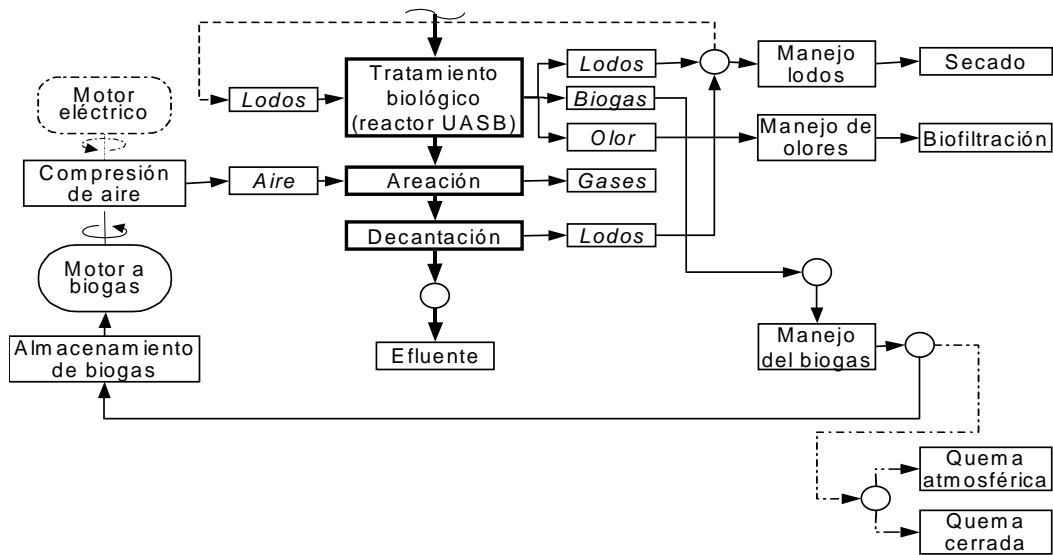 Tratamiento
biológico
(reactor UASB)
Lodos
Manejo
lodos
Secado
Motor
eléctrico
Lodos
Biogas
Olor
Manejo de
olores
Biofiltración
Compresión
de aire
Aire
Areación
Gases
Decantación
Lodos
Motor a
biogas
Almacenamiento
de biogas
Efluente
Manejo
del biogas
Quema
atmosférica
Quema
cerrada